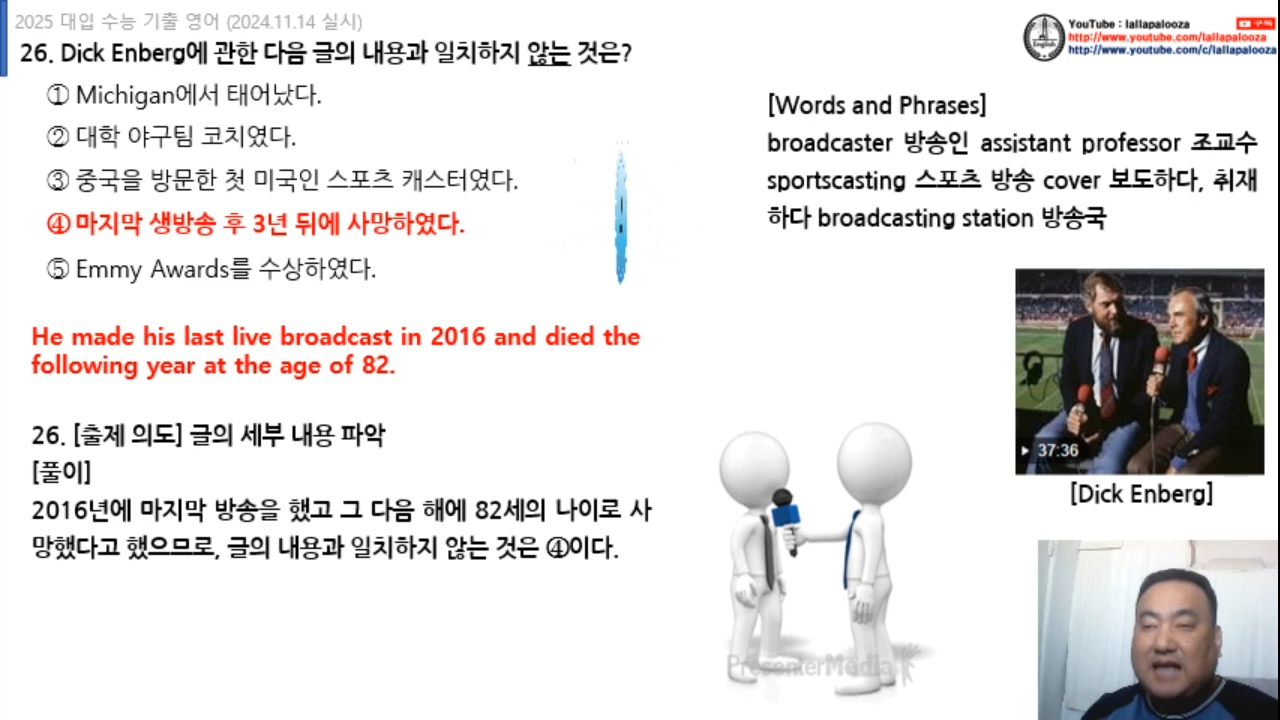 2025 대입 수능 기출 영어 (2024.11.14 실시)
26. Dick Enberg에 관한 다음 글의 내용과 일치하지 않는 것은?
① Michigan에서 태어났다.
② 대학 야구팀 코치였다.
③ 중국을 방문한 첫 미국인 스포츠 캐스터였다.
④ 마지막 생방송 후 3년 뒤에 사망하였다.
⑤ Emmy Awards를 수상하였다.
He made his last live broadcast in 2016 and died the
following year at the age of 82.
26. [출제 의도] 글의 세부 내용 파악
[풀이]
2016년에 마지막 방송을 했고 그 다음 해에 82세의 나이로 사
망했다고 했으므로, 글의 내용과 일치하지 않는 것은 ④이다.
English
YouTube : lallapalooza
구독
http://www.youtube.com/lallapalooza
http://www.youtube.com/c/lallapalooza
[Words and Phrases]
broadcaster 방송인 assistant professor 조교수
sportscasting 스포츠 방송 cover 보도하다, 취재
하다 broadcasting station 방송국
37:36
[Dick Enberg]
PresenterMedia